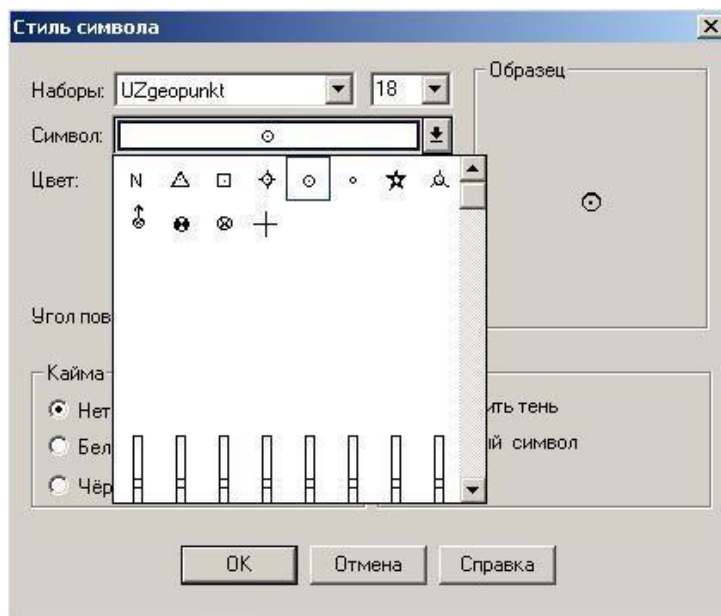 Стиль символа
Наборы: UZgeopunkt 18
Образец
Символ:
Цвет:
N
Угол пов
Кайма
Нет
ить тень
Бел
ый символ
Чёр
OK Отмена Справка